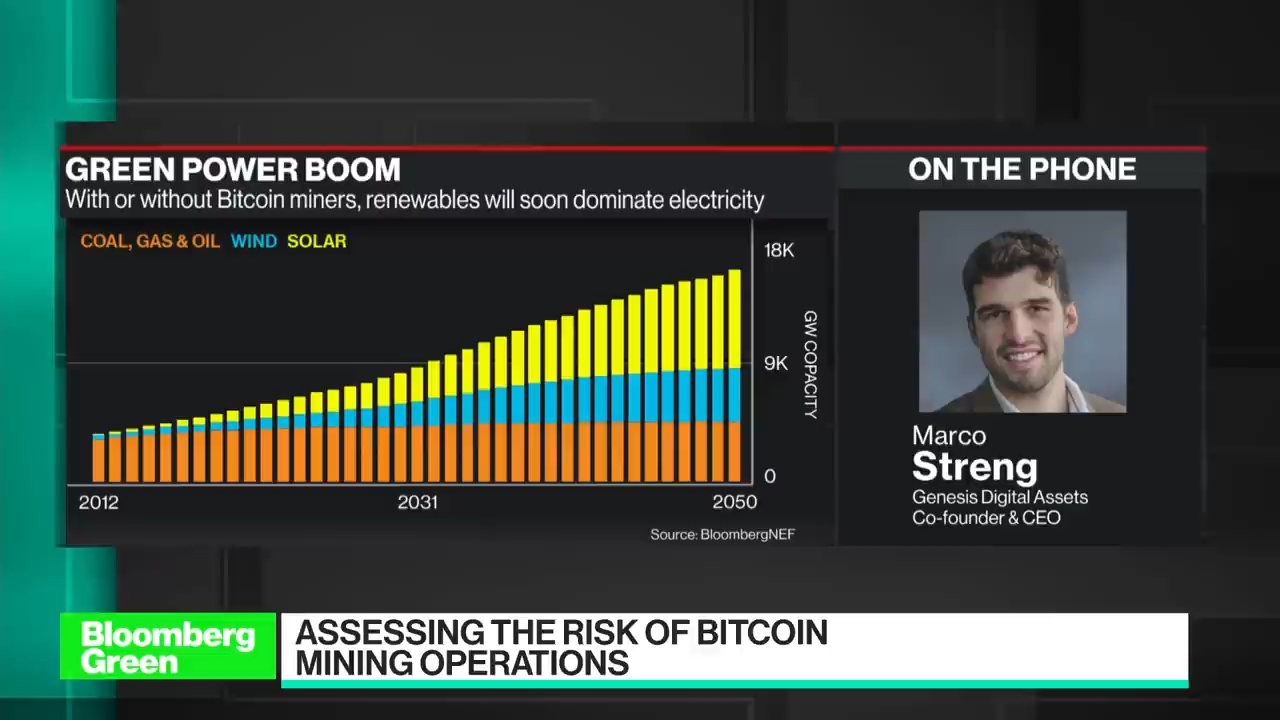 GREEN POWER BOOM
With or without Bitcoin miners, renewables will soon dominate electricity
COAL, GAS & OIL WIND SOLAR
18K
9K
0
GW COPACITY
2012 2031 2050
Source: BloombergNEF
ON THE PHONE
Marco
Streng
Genesis Digital Assets
Co-founder & CEO
Bloomberg
Green
ASSESSING THE RISK OF BITCOIN
MINING OPERATIONS